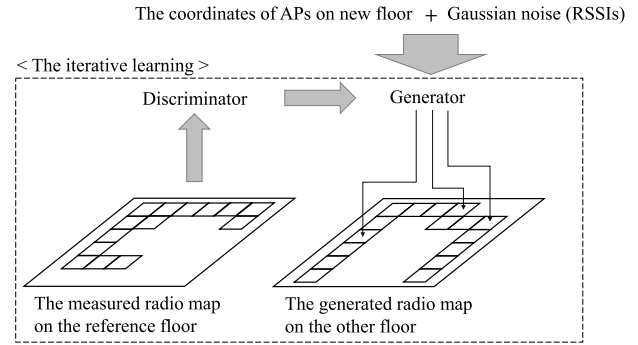 The coordinates of APs on new floor + Gaussian noise (RSSIs)
< The iterative learning >
Discriminator
Generator
The measured radio map
on the reference floor
The generated radio map
on the other floor